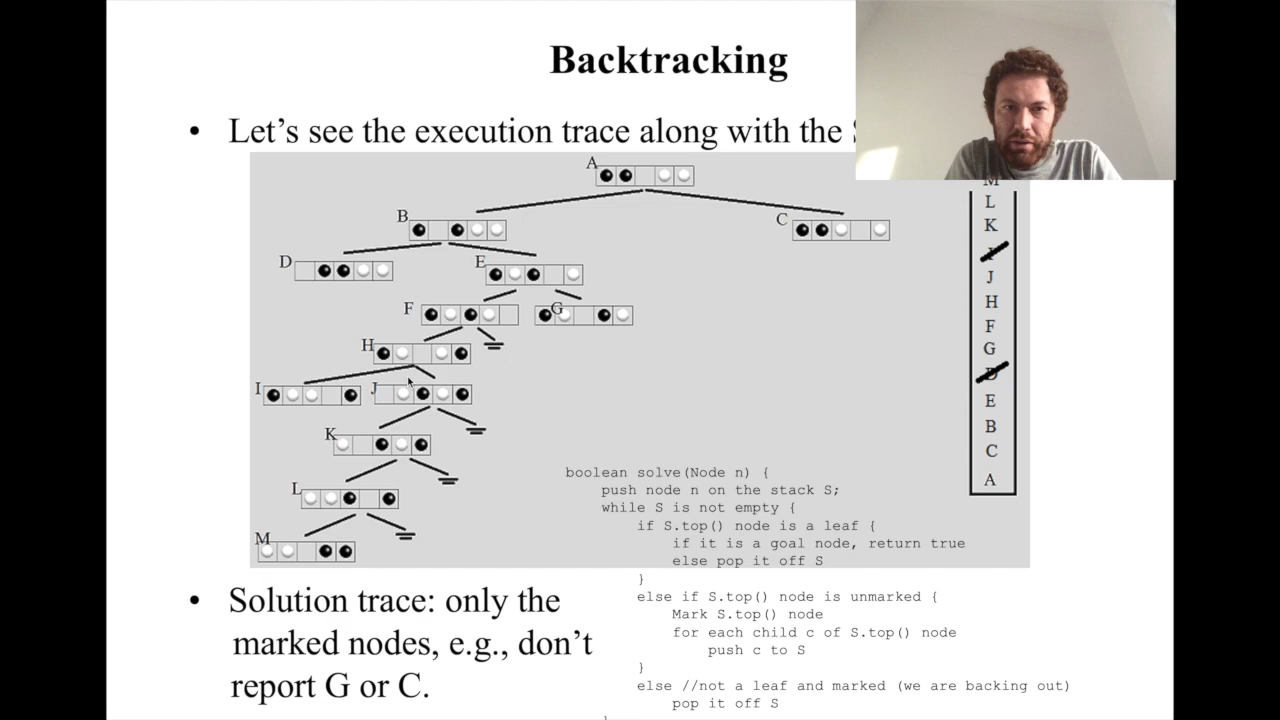 Backtracking
• Let's see the execution trace along with the
A
B
C
D
E
F
G
H
I
J
K
L
M
M
L
K
I
J
H
F
G
D
E
B
C
A
boolean solve(Node n) {
push node n on the stack S;
while S is not empty {
if S.top() node is a leaf {
if it is a goal node, return true
else pop it off S
}
else if S.top() node is unmarked {
Mark S.top() node
for each child c of S.top() node
push c to S
}
else //not a leaf and marked (we are backing out)
pop it off S
• Solution trace: only the
marked nodes, e.g., don't
report G or C.